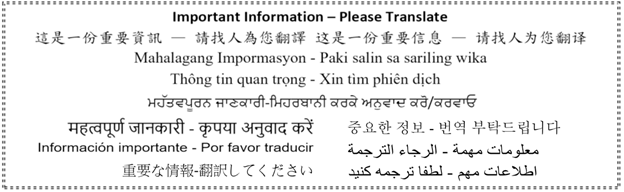 Important Information – Please Translate
這是一份重要資訊 — 請找人為您翻譯 这是一份重要信息 — 请找人为您翻译
Mahalagang Impormasyon - Paki salin sa sariling wika
Thông tin quan trọng - Xin tìm phiên dịch
ਮਹੱਤਵਪੂਰਨ ਜਾਣਕਾਰੀ-ਮਿਹਰਬਾਨੀ ਕਰਕੇ ਅਨੁਵਾਦ ਕਰੋ/ਕਰਵਾਓ
महत्वपूर्ण जानकारी - कृपया अनुवाद करें
중요한 정보 - 번역 부탁드립니다
Información importante - Por favor traducir
معلومات مهمة - الرجاء الترجمة
重要な情報-翻訳してください
اطلاعات مهم - لطفا ترجمه کنید